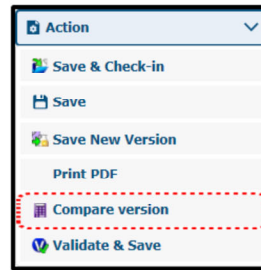 Action
Save & Check-in
Save
Save New Version
Print PDF
Compare version
Validate & Save